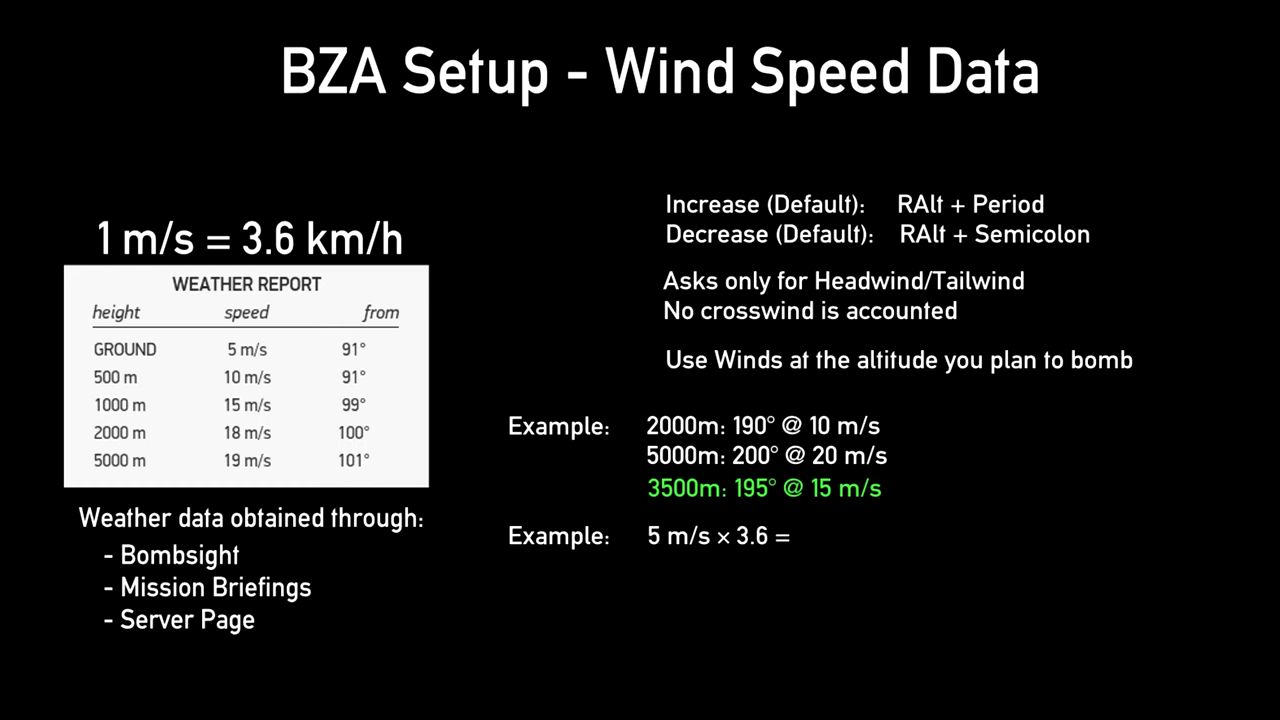 BZA Setup - Wind Speed Data
1 m/s = 3.6 km/h
WEATHER REPORT
height speed from
GROUND 5 m/s 91°
500 m 10 m/s 91°
1000 m 15 m/s 99°
2000 m 18 m/s 100°
5000 m 19 m/s 101°
Weather data obtained through:
- Bombsight
- Mission Briefings
- Server Page
Increase (Default): RAlt + Period
Decrease (Default): RAlt + Semicolon
Asks only for Headwind/Tailwind
No crosswind is accounted
Use Winds at the altitude you plan to bomb
Example: 2000m: 190° @ 10 m/s
5000m: 200° @ 20 m/s
3500m: 195° @ 15 m/s
Example: 5 m/s × 3.6 =